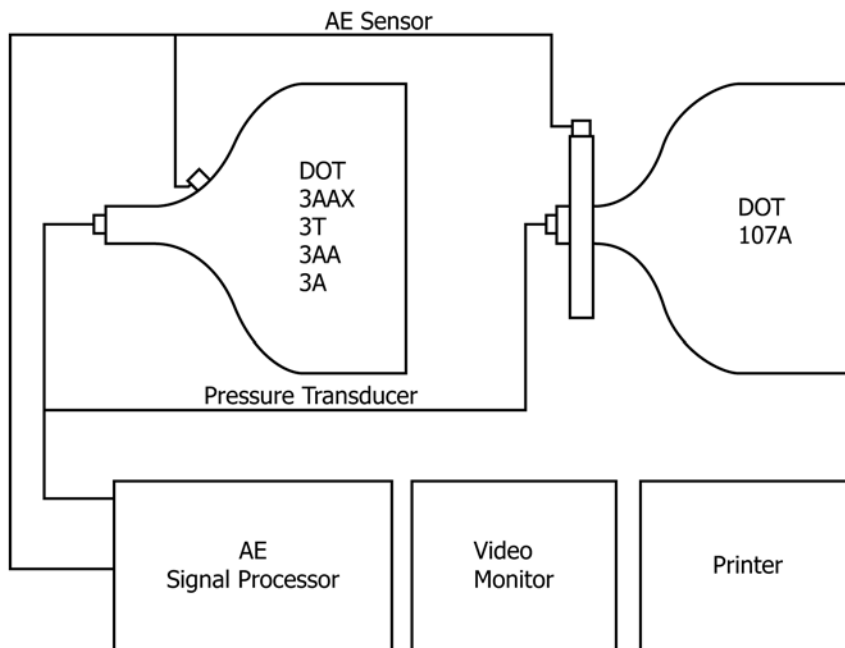 AE Sensor
DOT
3AAX
3T
3AA
3A
DOT
107A
Pressure Transducer
AE
Signal Processor
Video
Monitor
Printer